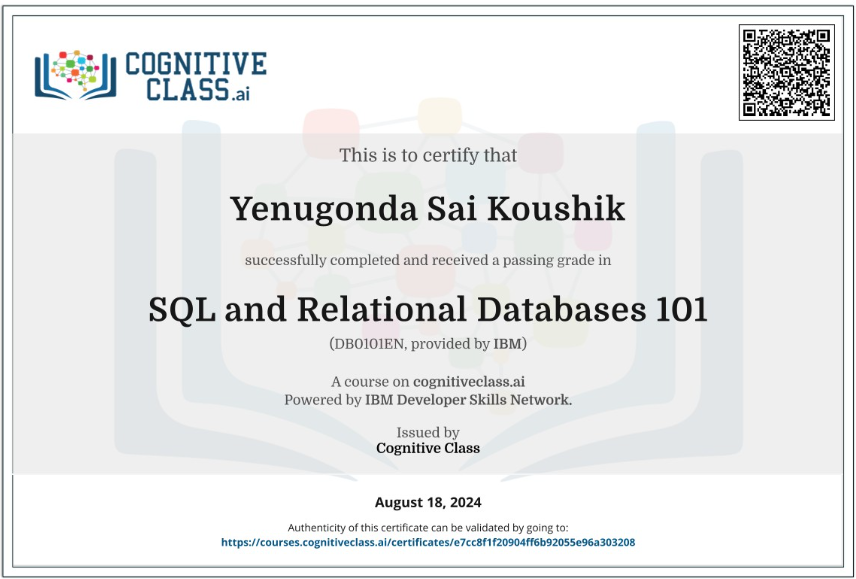 COGNITIVE
CLASS.ai
This is to certify that
Yenugonda Sai Koushik
successfully completed and received a passing grade in
SQL and Relational Databases 101
(DB0101EN, provided by IBM)
A course on cognitiveclass.ai
Powered by IBM Developer Skills Network.
Issued by
Cognitive Class
August 18, 2024
Authenticity of this certificate can be validated by going to:
https://courses.cognitiveclass.ai/certificates/e7cc8f1f20904ff6b92055e96a303208